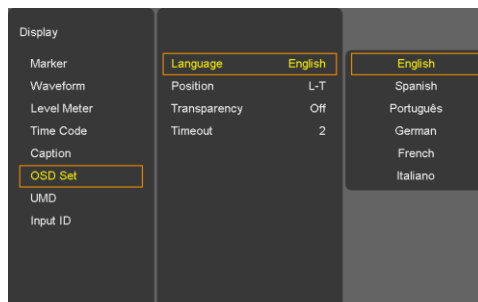 Display
Marker
Waveform
Level Meter
Time Code
Caption
OSD Set
UMD
Input ID
Language English
Position L-T
Transparency Off
Timeout 2
English
Spanish
Português
German
French
Italiano